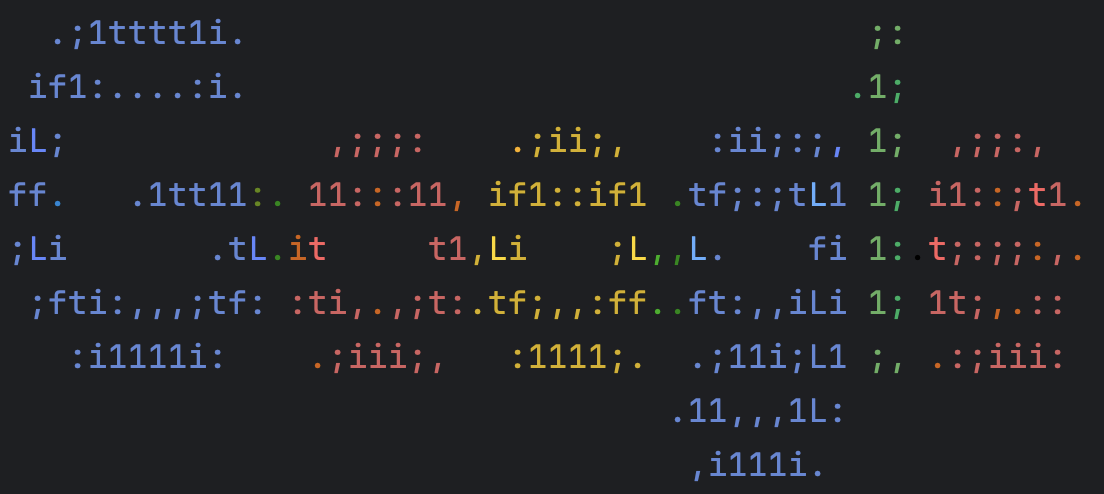 .;1tttt1i.                               ;:
 if1:....:i.                              .1;
iL;             ,;;;:    .;ii;,    :ii;:;, 1;  ,;;:,
ff.   .1tt11:. 11:::11, if1::if1 .tf;:;tL1 1; i1::;t1.
;Li       .tL.it     t1,Li    ;L,,L.    fi 1:.t;:;;:,.
 ;fti:,,,;tf: :ti,.,;t:.tf;,,:ff..ft:,,iLi 1; 1t;,.::
   :i1111i:    .;iii;,   :1111;.  .;11i;L1 ;, .:;iii:
                                 .11,,,1L:
                                  ,i111i.